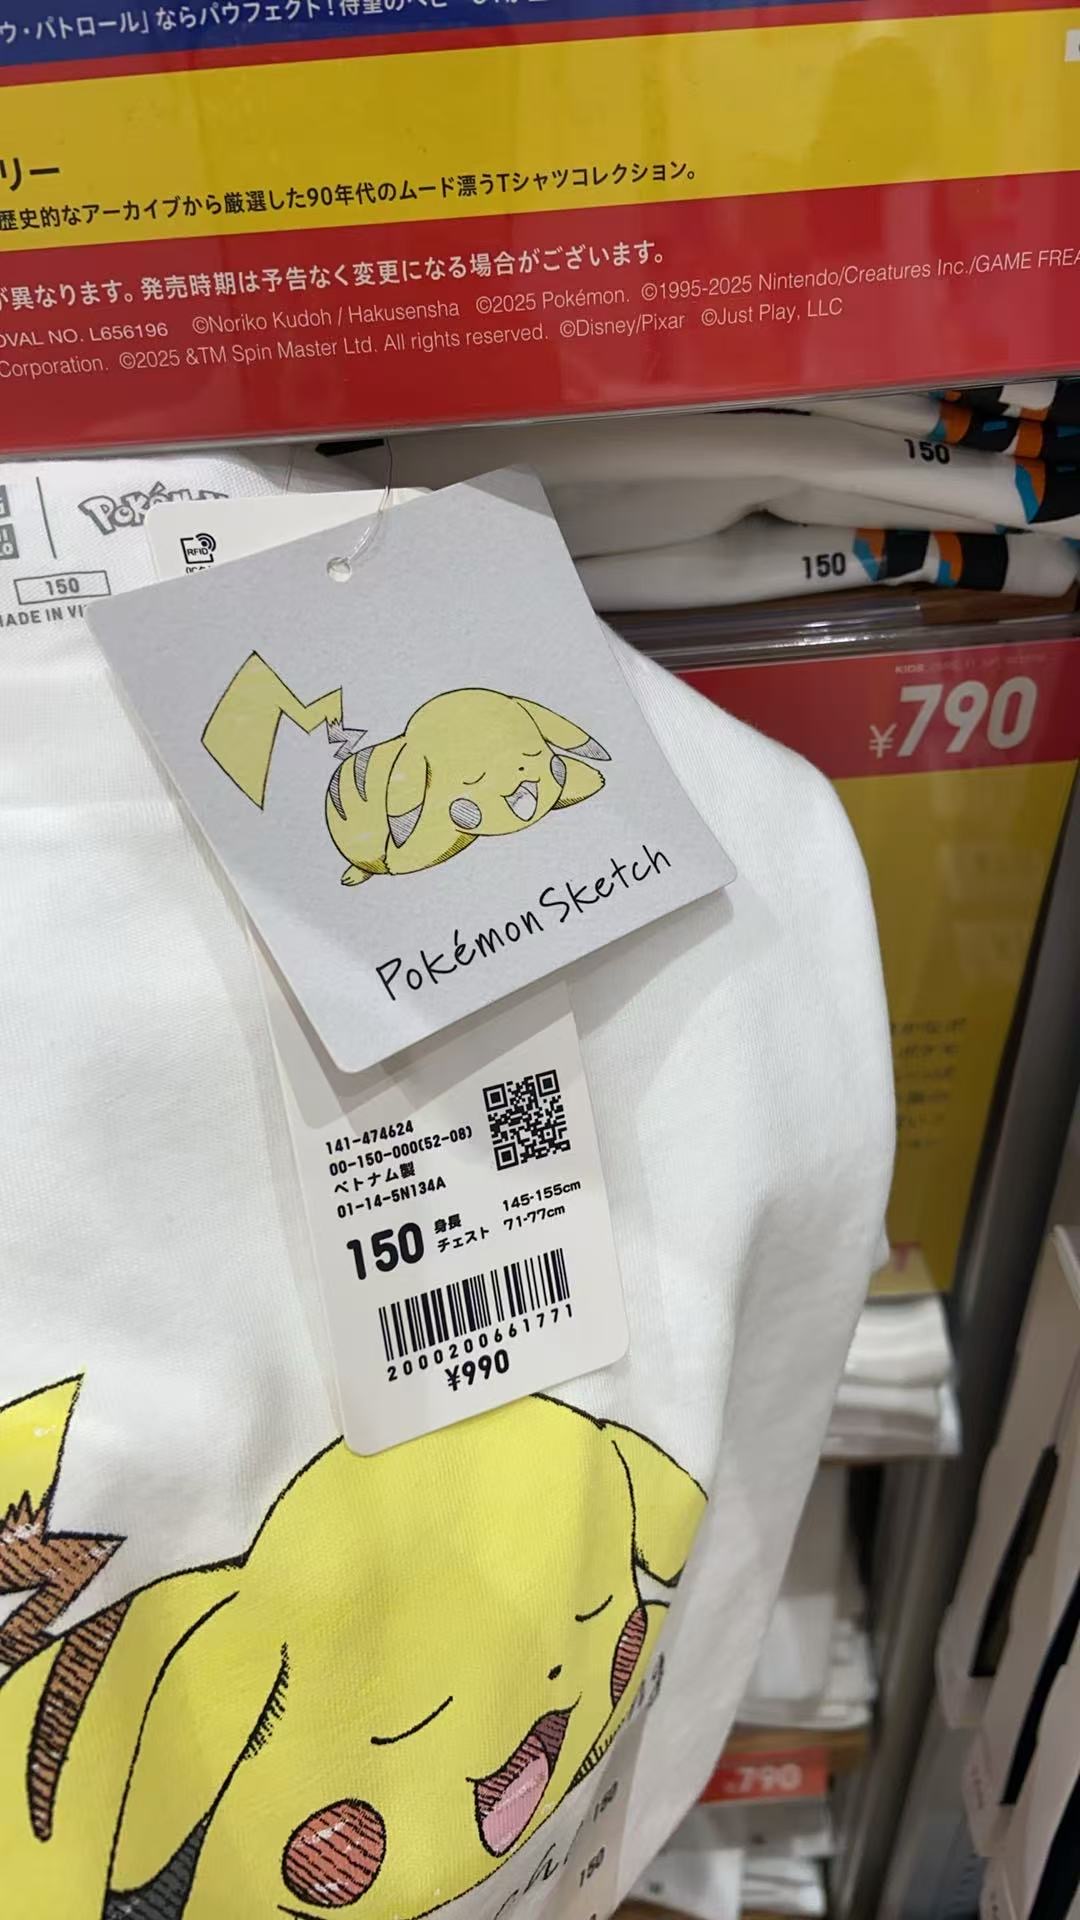 ウ・パトロール」ならパウフェクト!待望の
リー
歴史的なアーカイブから厳選した90年代のムード漂うTシャツコレクション。
が異なります。発売時期は予告なく変更になる場合がございます。
OVAL NO. L656196 ©Noriko Kudoh / Hakusensha ©2025 Pokémon. ©1995-2025 Nintendo/Creatures Inc./GAME FREA
Corporation. ©2025 &TM Spin Master Ltd. All rights reserved. ©Disney/Pixar ©Just Play, LLC
150
150
POKÉMON
RFID
150
MADE IN VI
KIDS
¥790
Pokémon Sketch
141-474624
00-150-000(52-08)
ベトナム製
01-14-5N134A
150 身長 145-155cm
チェスト 71-77cm
2000200661771
¥990
790
150
150